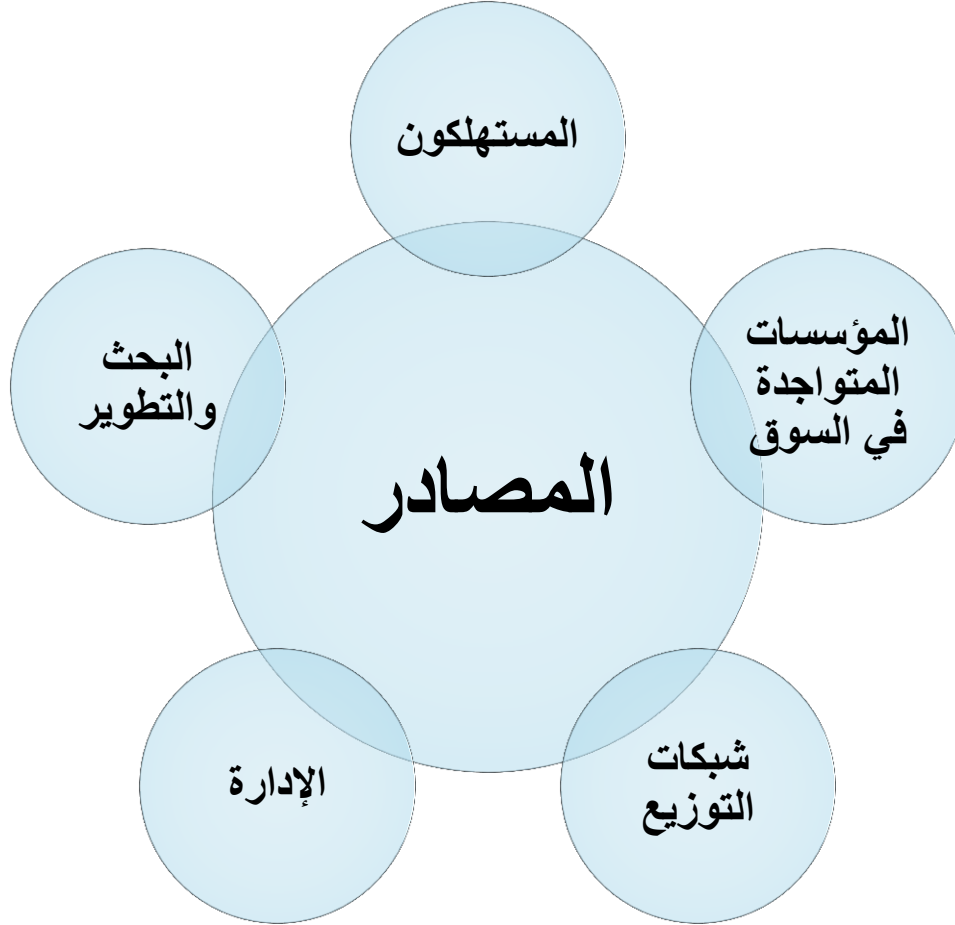 المستهلكون
المؤسسات
المتواجدة
في السوق
شبكات
التوزيع
الإدارة
البحث
والتطوير
المصادر